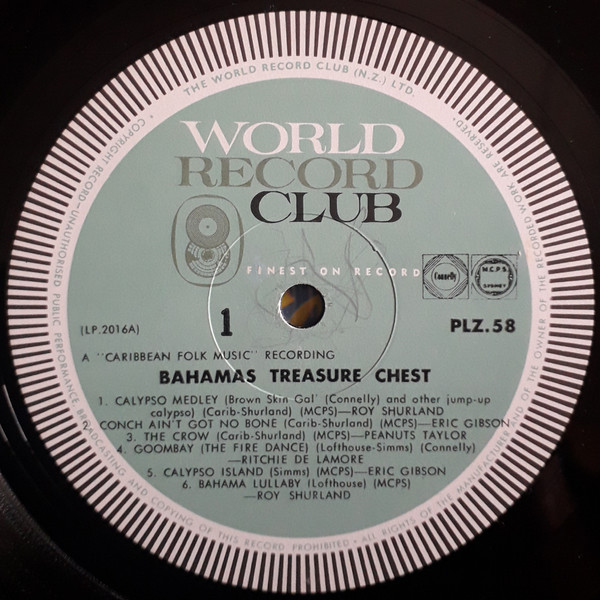 THE WORLD RECORD CLUB (N.Z.) LTD.
COPYRIGHT RECORD—UNAUTHORISED PUBLIC PERFORMANCE, BROADCASTING AND COPYING OF THIS RECORD PROHIBITED • ALL RIGHTS OF THE MANUFACTURER AND OF THE OWNER OF THE RECORDED WORK ARE RESERVED
WORLD
RECORD
CLUB
FINEST ON RECORD
Connelly
M.C.P.S.
SYDNEY
(LP.2016A)
1
PLZ.58
A "CARIBBEAN FOLK MUSIC" RECORDING
BAHAMAS TREASURE CHEST
1. CALYPSO MEDLEY (Brown Skin Gal' (Connelly) and other jump-up
calypso) (Carib-Shurland) (MCPS)—ROY SHURLAND
2. CONCH AIN'T GOT NO BONE (Carib-Shurland) (MCPS)—ERIC GIBSON
3. THE CROW (Carib-Shurland) (MCPS)—PEANUTS TAYLOR
4. GOOMBAY (THE FIRE DANCE) (Lofthouse-Simms) (Connelly)
—RITCHIE DE LAMORE
5. CALYPSO ISLAND (Simms) (MCPS)—ERIC GIBSON
6. BAHAMA LULLABY (Lofthouse) (MCPS)
—ROY SHURLAND